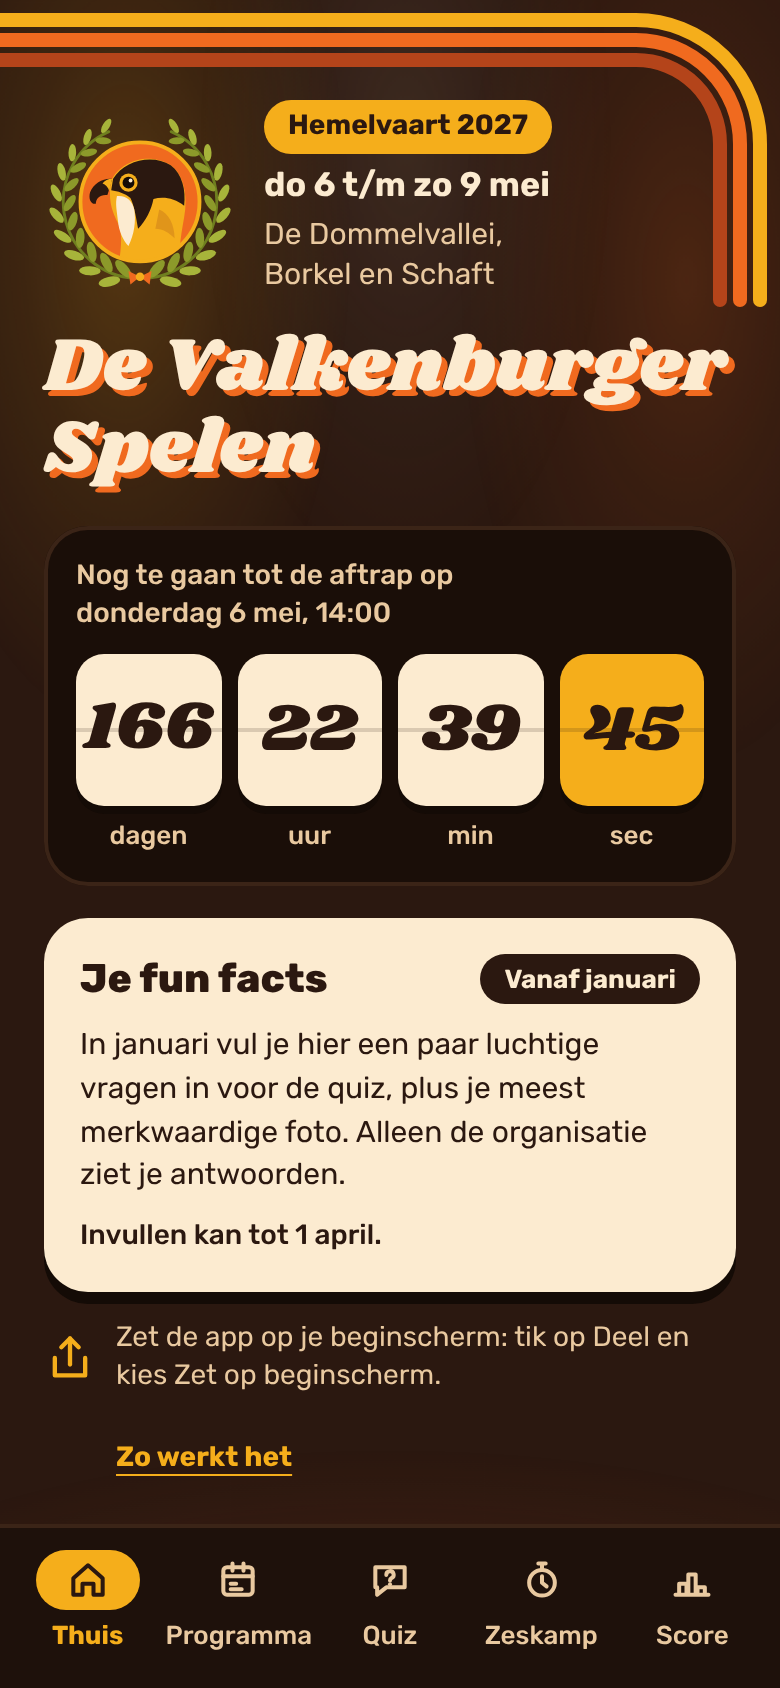 Hemelvaart 2027
do 6 t/m zo 9 mei
De Dommelvallei,
Borkel en Schaft
De Valkenburger
Spelen
Nog te gaan tot de aftrap op
donderdag 6 mei, 14:00
166 22 39 45
dagen uur min sec
Je fun facts
Vanaf januari
In januari vul je hier een paar luchtige
vragen in voor de quiz, plus je meest
merkwaardige foto. Alleen de organisatie
ziet je antwoorden.
Invullen kan tot 1 april.
Zet de app op je beginscherm: tik op Deel en
kies Zet op beginscherm.
Zo werkt het
Thuis Programma Quiz Zeskamp Score